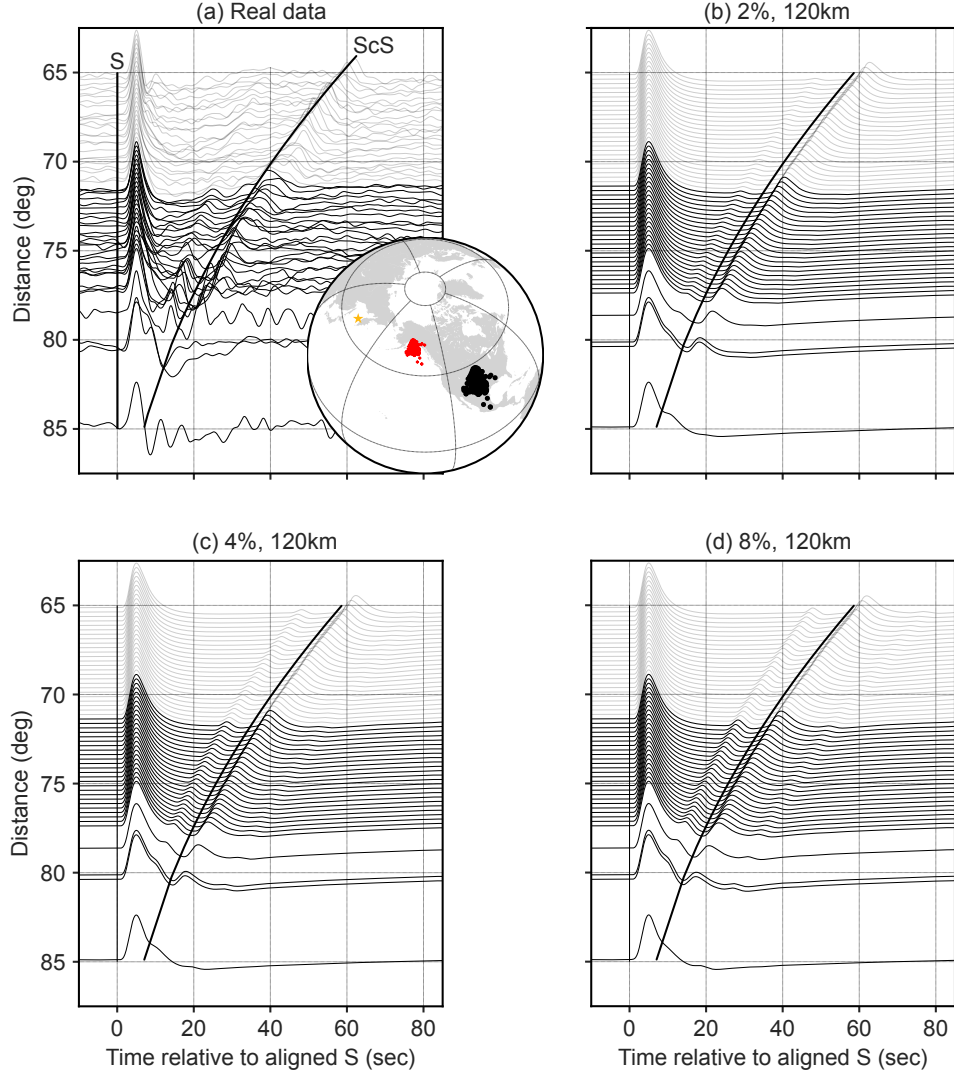 (a) Real data
(b) 2%, 120km
S
ScS
65
70
75
80
85
Distance (deg)
(c) 4%, 120km
(d) 8%, 120km
65
70
75
80
85
Distance (deg)
0 20 40 60 80
0 20 40 60 80
Time relative to aligned S (sec)
Time relative to aligned S (sec)